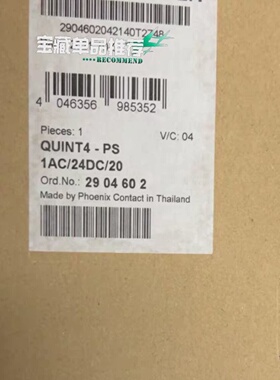 宝藏单品推荐
RECOMMEND
2904602042140T2748
4 046356 985352
Pieces: 1
V/C: 04
QUINT4 - PS
1AC/24DC/20
Ord.No.: 29 04 60 2
Made by Phoenix Contact in Thailand